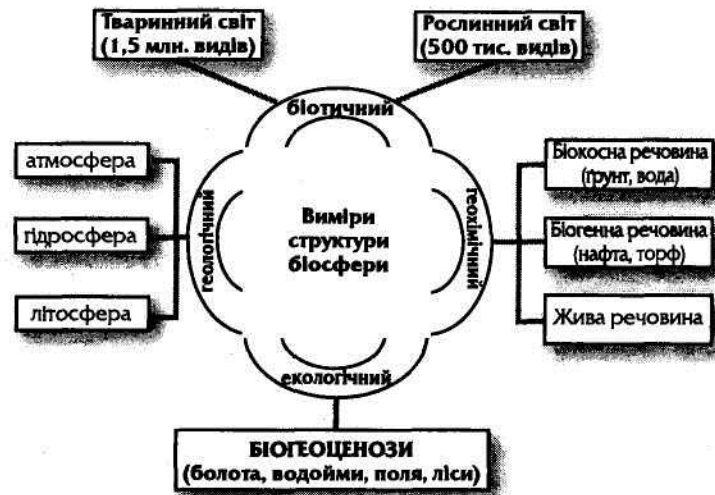 Тваринний світ
(1,5 млн. видів)
Рослинний світ
(500 тис. видів)
біотичний
атмосфера
гідросфера
літосфера
геологічний
Виміри
структури
біосфери
геохімічний
Біокосна речовина
(ґрунт, вода)
Біогенна речовина
(нафта, торф)
Жива речовина
екологічний
БІОГЕОЦЕНОЗИ
(болота, водойми, поля, ліси)